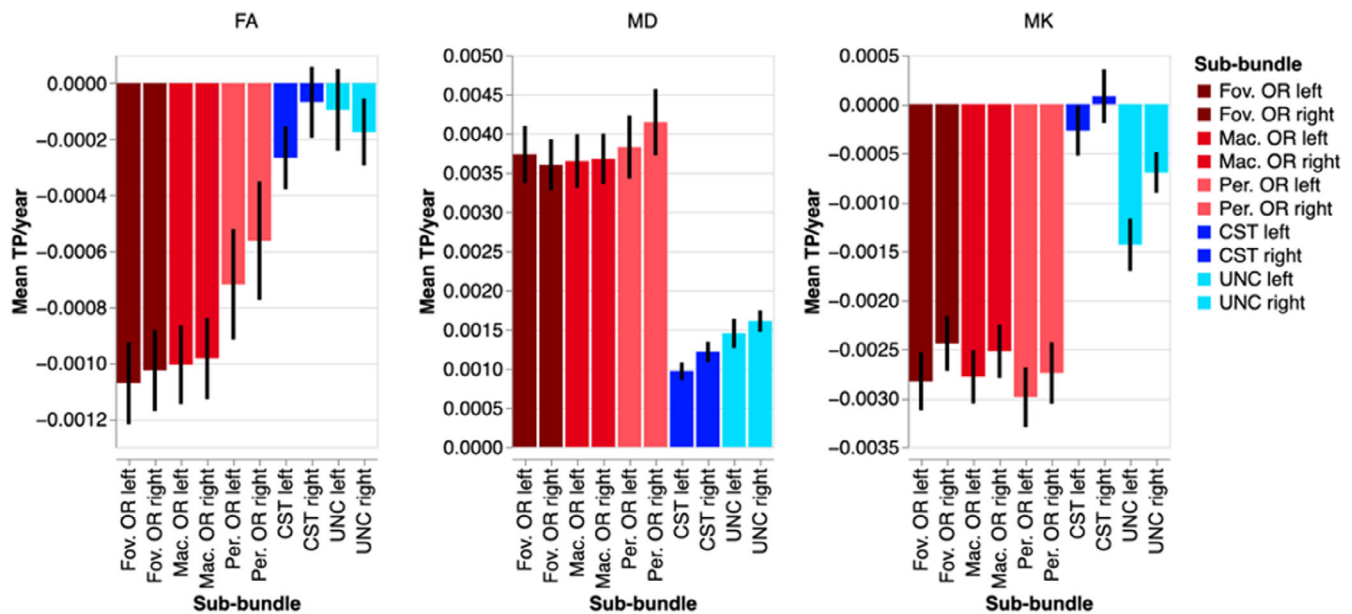 FA
0.0000
−0.0002
−0.0004
−0.0006
−0.0008
−0.0010
−0.0012
Mean TP/year
Fov. OR left
Fov. OR right
Mac. OR left
Mac. OR right
Per. OR left
Per. OR right
CST left
CST right
UNC left
UNC right
Sub-bundle
MD
0.0050
0.0045
0.0040
0.0035
0.0030
0.0025
0.0020
0.0015
0.0010
0.0005
0.0000
Mean TP/year
Fov. OR left
Fov. OR right
Mac. OR left
Mac. OR right
Per. OR left
Per. OR right
CST left
CST right
UNC left
UNC right
Sub-bundle
MK
0.0005
0.0000
−0.0005
−0.0010
−0.0015
−0.0020
−0.0025
−0.0030
−0.0035
Mean TP/year
Fov. OR left
Fov. OR right
Mac. OR left
Mac. OR right
Per. OR left
Per. OR right
CST left
CST right
UNC left
UNC right
Sub-bundle
Sub-bundle
Fov. OR left
Fov. OR right
Mac. OR left
Mac. OR right
Per. OR left
Per. OR right
CST left
CST right
UNC left
UNC right